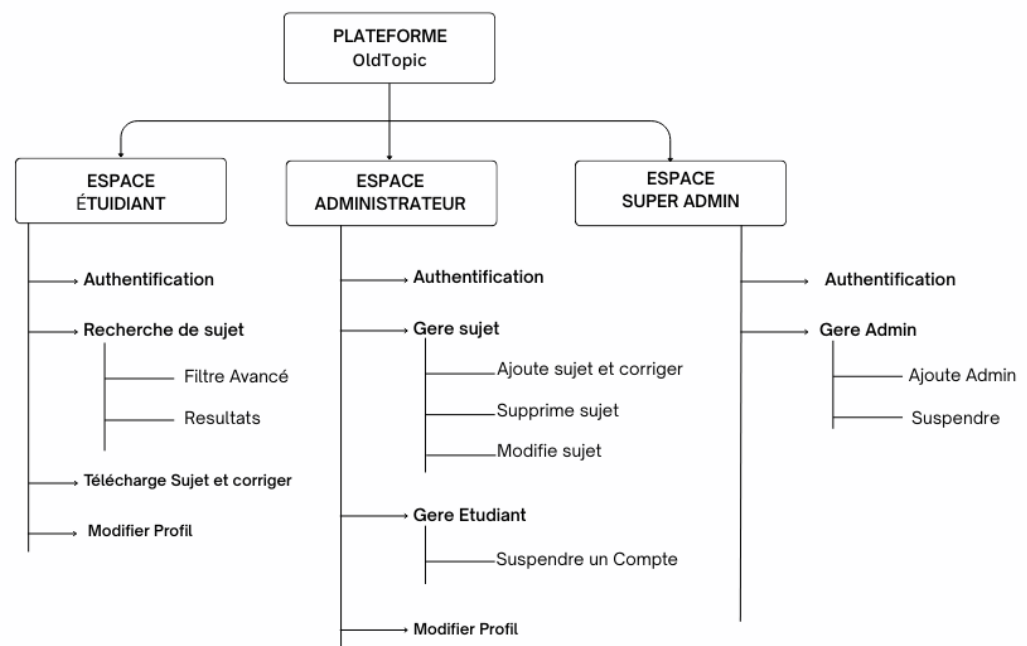 PLATEFORME
OldTopic
ESPACE
ÉTUIDIANT
Authentification
Recherche de sujet
Filtre Avancé
Resultats
Télécharge Sujet et corriger
Modifier Profil
ESPACE
ADMINISTRATEUR
Authentification
Gere sujet
Ajoute sujet et corriger
Supprime sujet
Modifie sujet
Gere Etudiant
Suspendre un Compte
Modifier Profil
ESPACE
SUPER ADMIN
Authentification
Gere Admin
Ajoute Admin
Suspendre